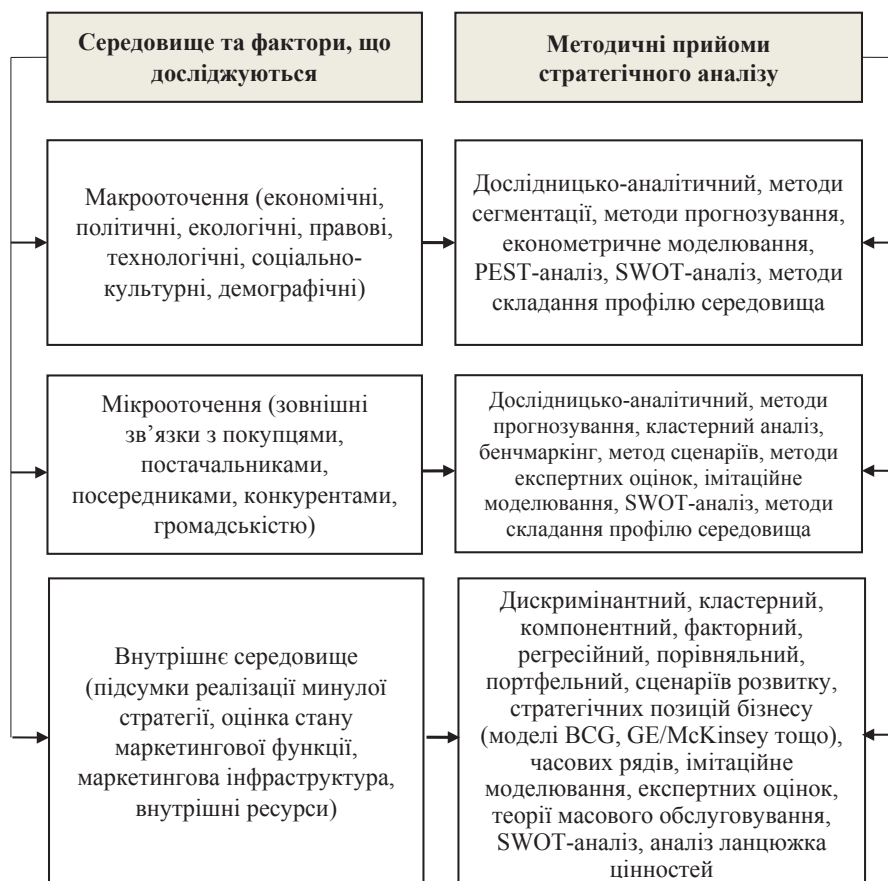 Середовище та фактори, що
досліджуються
Методичні прийоми
стратегічного аналізу
Макрооточення (економічні,
політичні, екологічні, правові,
технологічні, соціально-
культурні, демографічні)
Дослідницько-аналітичний, методи
сегментації, методи прогнозування,
економетричне моделювання,
PEST-аналіз, SWOT-аналіз, методи
складання профілю середовища
Мікрооточення (зовнішні
зв’язки з покупцями,
постачальниками,
посередниками, конкурентами,
громадськістю)
Дослідницько-аналітичний, методи
прогнозування, кластерний аналіз,
бенчмаркінг, метод сценаріїв, методи
експертних оцінок, імітаційне
моделювання, SWOT-аналіз, методи
складання профілю середовища
Внутрішнє середовище
(підсумки реалізації минулої
стратегії, оцінка стану
маркетингової функції,
маркетингова інфраструктура,
внутрішні ресурси)
Дискримінантний, кластерний,
компонентний, факторний,
регресійний, порівняльний,
портфельний, сценаріїв розвитку,
стратегічних позицій бізнесу
(моделі BCG, GE/McKinsey тощо),
часових рядів, імітаційне
моделювання, експертних оцінок,
теорії масового обслуговування,
SWOT-аналіз, аналіз ланцюжка
цінностей